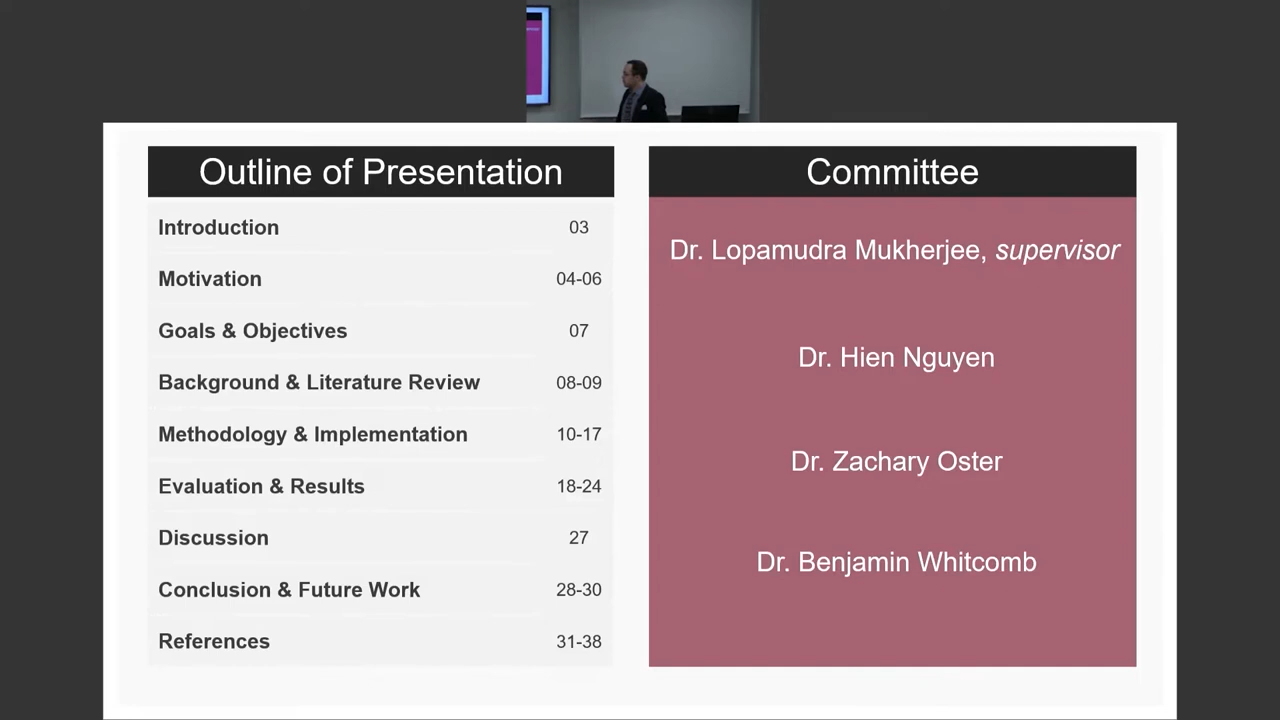 Outline of Presentation
Introduction 03
Motivation 04-06
Goals & Objectives 07
Background & Literature Review 08-09
Methodology & Implementation 10-17
Evaluation & Results 18-24
Discussion 27
Conclusion & Future Work 28-30
References 31-38
Committee
Dr. Lopamudra Mukherjee, supervisor
Dr. Hien Nguyen
Dr. Zachary Oster
Dr. Benjamin Whitcomb